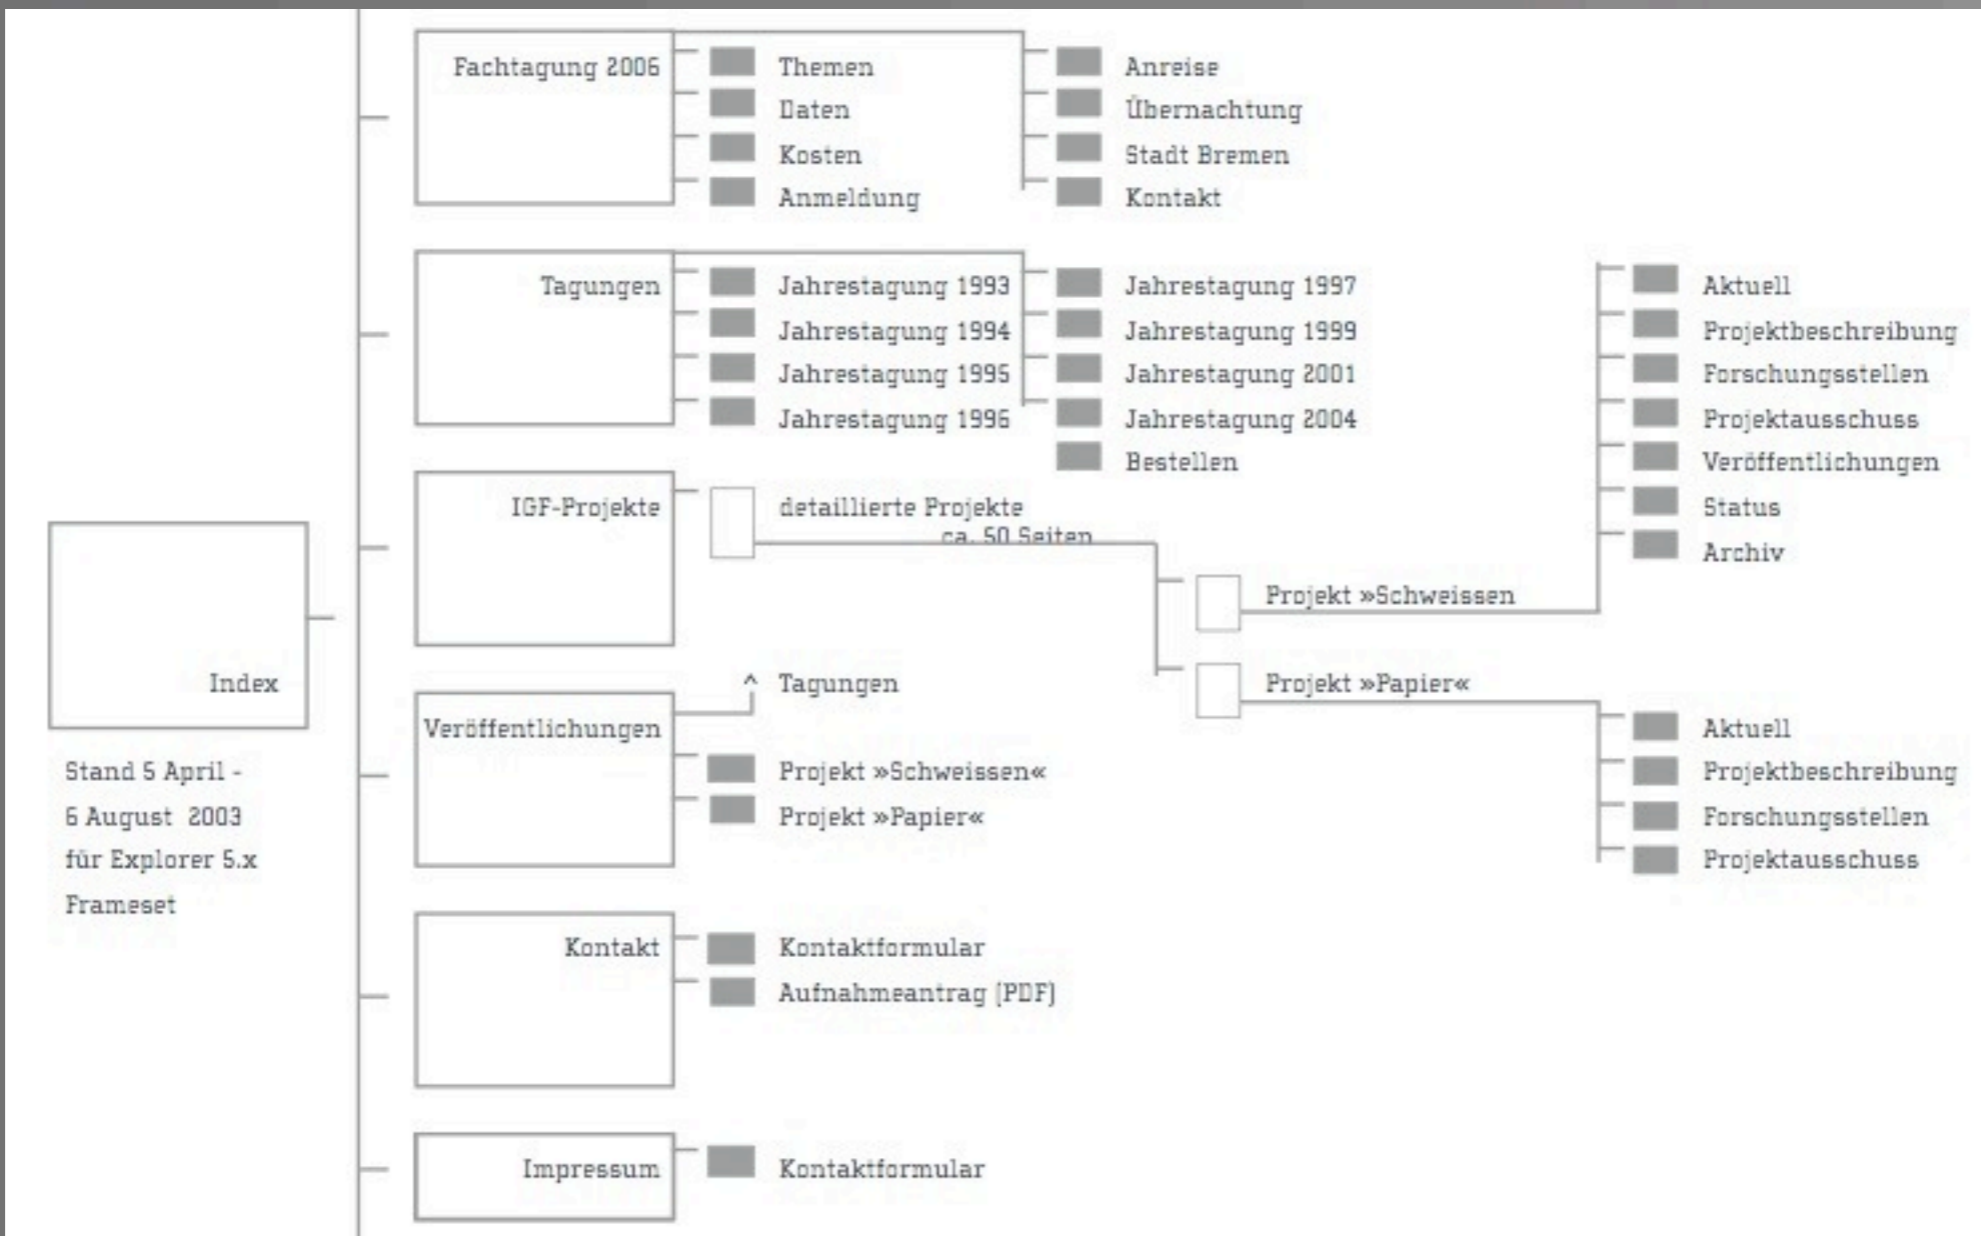 Fachtagung 2006
Themen
Daten
Kosten
Anmeldung
Anreise
Übernachtung
Stadt Bremen
Kontakt
Tagungen
Jahrestagung 1993
Jahrestagung 1994
Jahrestagung 1995
Jahrestagung 1996
Jahrestagung 1997
Jahrestagung 1999
Jahrestagung 2001
Jahrestagung 2004
Bestellen
IGF-Projekte
detaillierte Projekte
ca. 50 Seiten
Projekt »Schweissen
Aktuell
Projektbeschreibung
Forschungsstellen
Projektausschuss
Veröffentlichungen
Status
Archiv
Projekt »Papier«
Aktuell
Projektbeschreibung
Forschungsstellen
Projektausschuss
Index
Stand 5 April -
6 August 2003
für Explorer 5.x
Frameset
Veröffentlichungen
^ Tagungen
Projekt »Schweissen«
Projekt »Papier«
Kontakt
Kontaktformular
Aufnahmeantrag (PDF)
Impressum
Kontaktformular